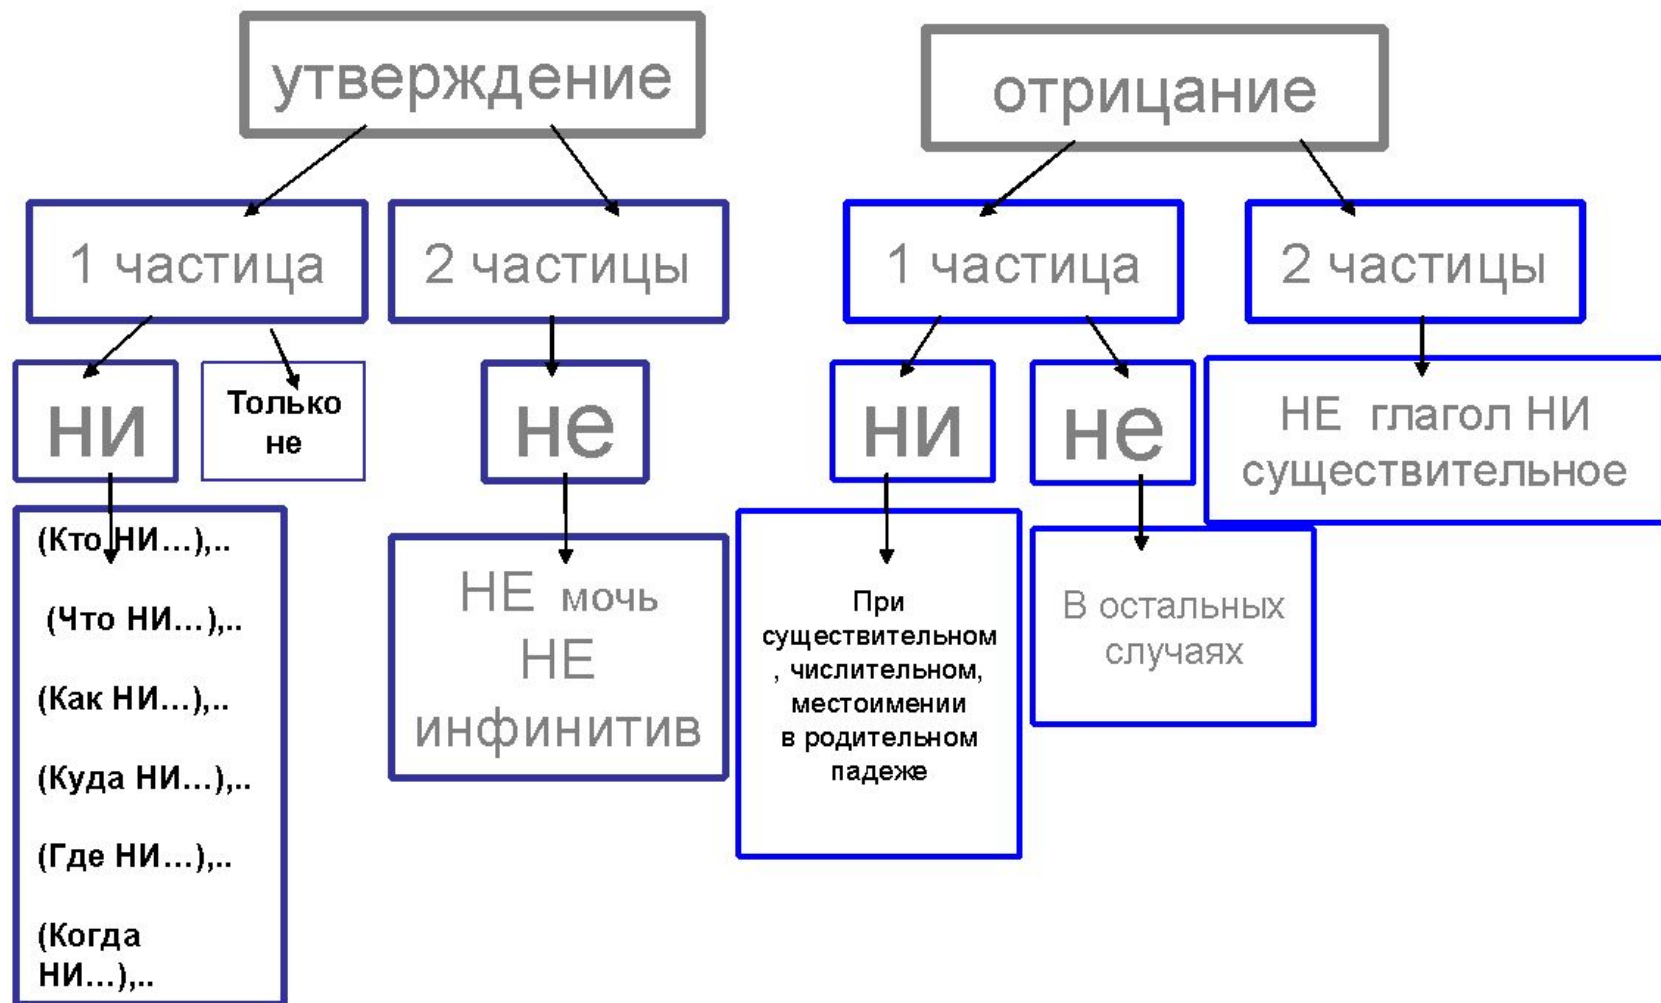 утверждение
отрицание
1 частица
2 частицы
1 частица
2 частицы
ни
Только
не
не
ни
не
НЕ глагол НИ
существительное
(Кто НИ...),..
(Что НИ...),..
(Как НИ...),..
(Куда НИ...),..
(Где НИ...),..
(Когда
НИ...),..
НЕ мочь
НЕ
инфинитив
При
существительном
, числительном,
местоимении
в родительном
падеже
В остальных
случаях